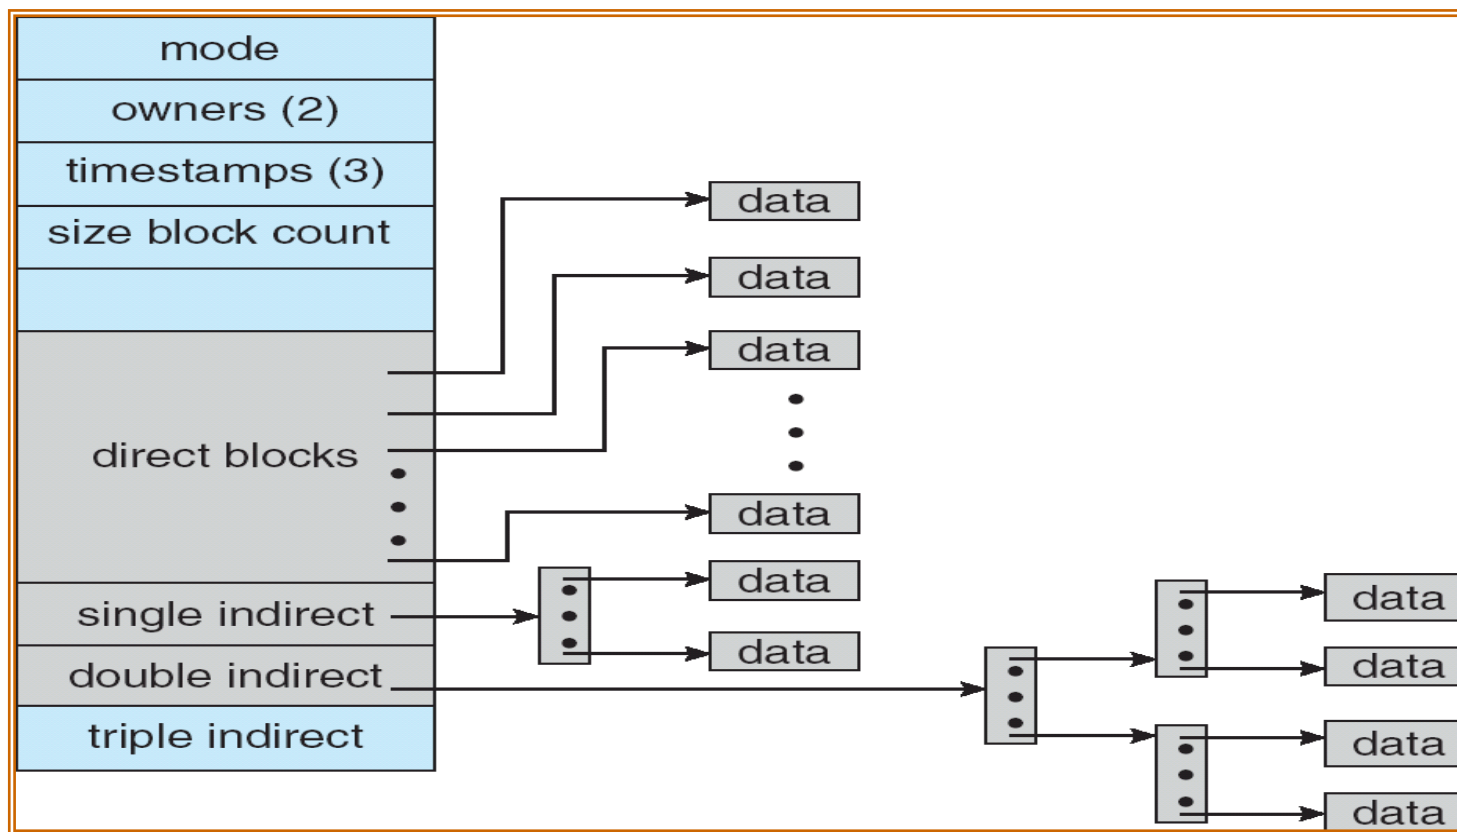 mode
owners (2)
timestamps (3)
size block count
direct blocks
single indirect
double indirect
triple indirect
data
data
data
data
data
data
data
data
data
data